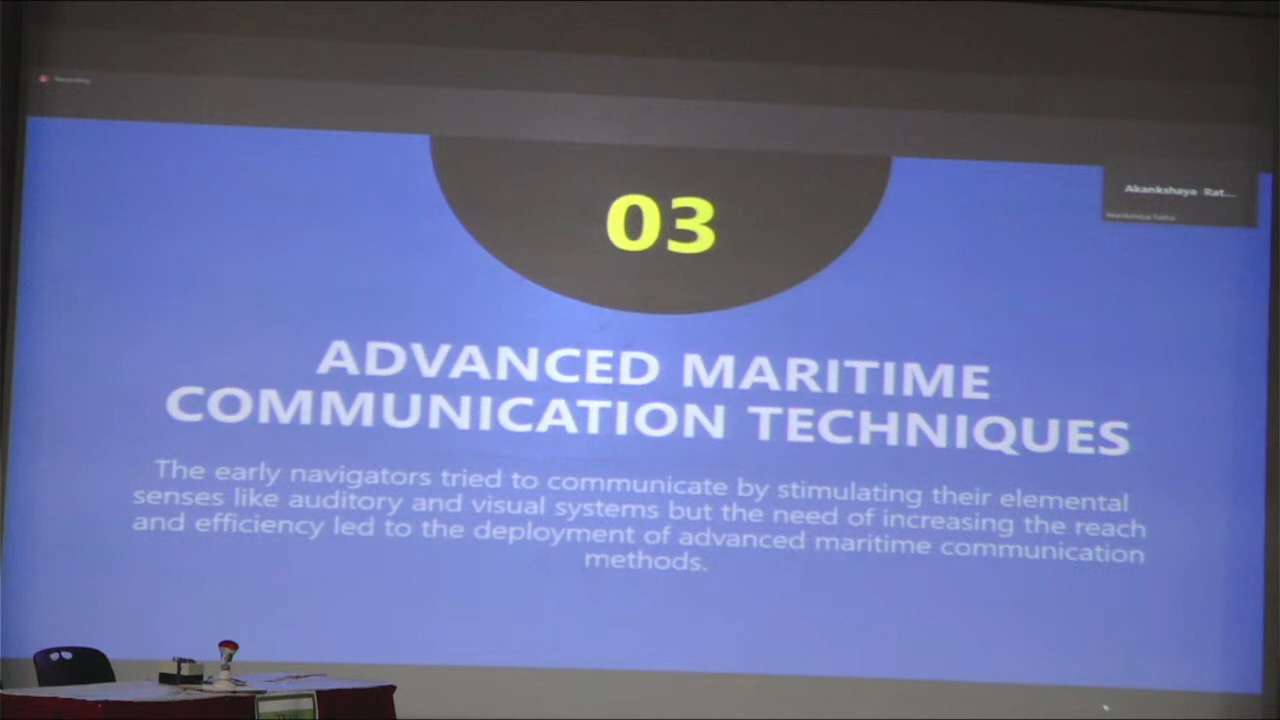 Recording
03
Akankshaya Rat...
ADVANCED MARITIME
COMMUNICATION TECHNIQUES
The early navigators tried to communicate by stimulating their elemental
senses like auditory and visual systems but the need of increasing the reach
and efficiency led to the deployment of advanced maritime communication
methods.